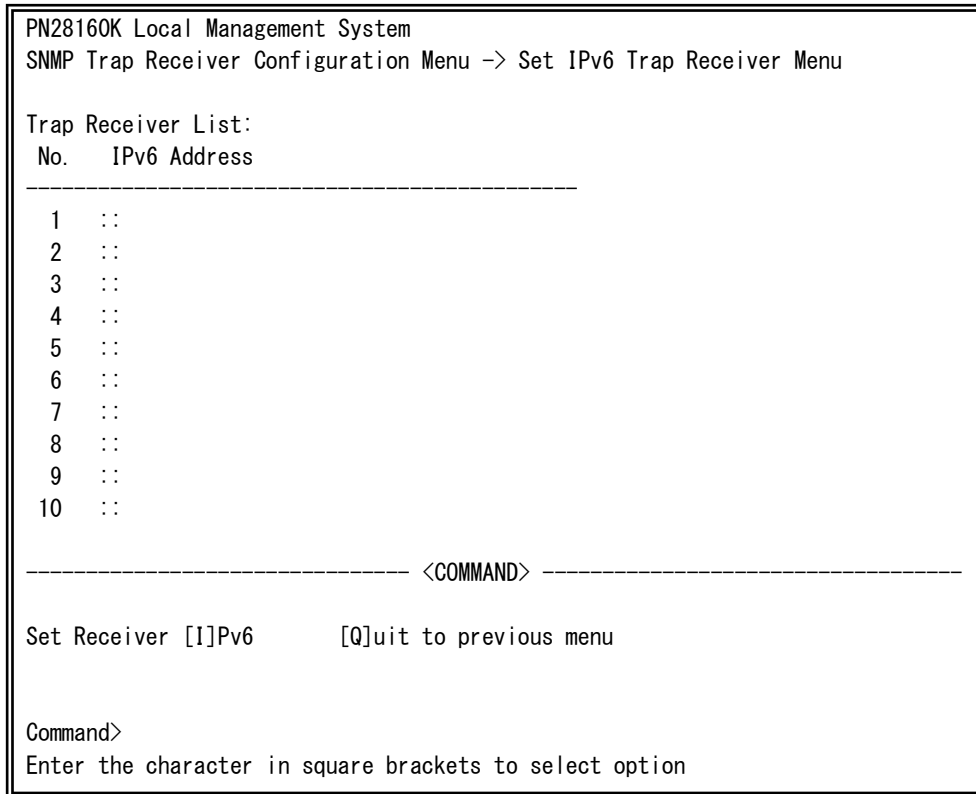 PN28160K Local Management System
SNMP Trap Receiver Configuration Menu -> Set IPv6 Trap Receiver Menu
Trap Receiver List:
No. IPv6 Address
----------------------------------------------
1 ::
2 ::
3 ::
4 ::
5 ::
6 ::
7 ::
8 ::
9 ::
10 ::
-------------------------------- <COMMAND> -----------------------------------
Set Receiver [I]Pv6 [Q]uit to previous menu
Command>
Enter the character in square brackets to select option